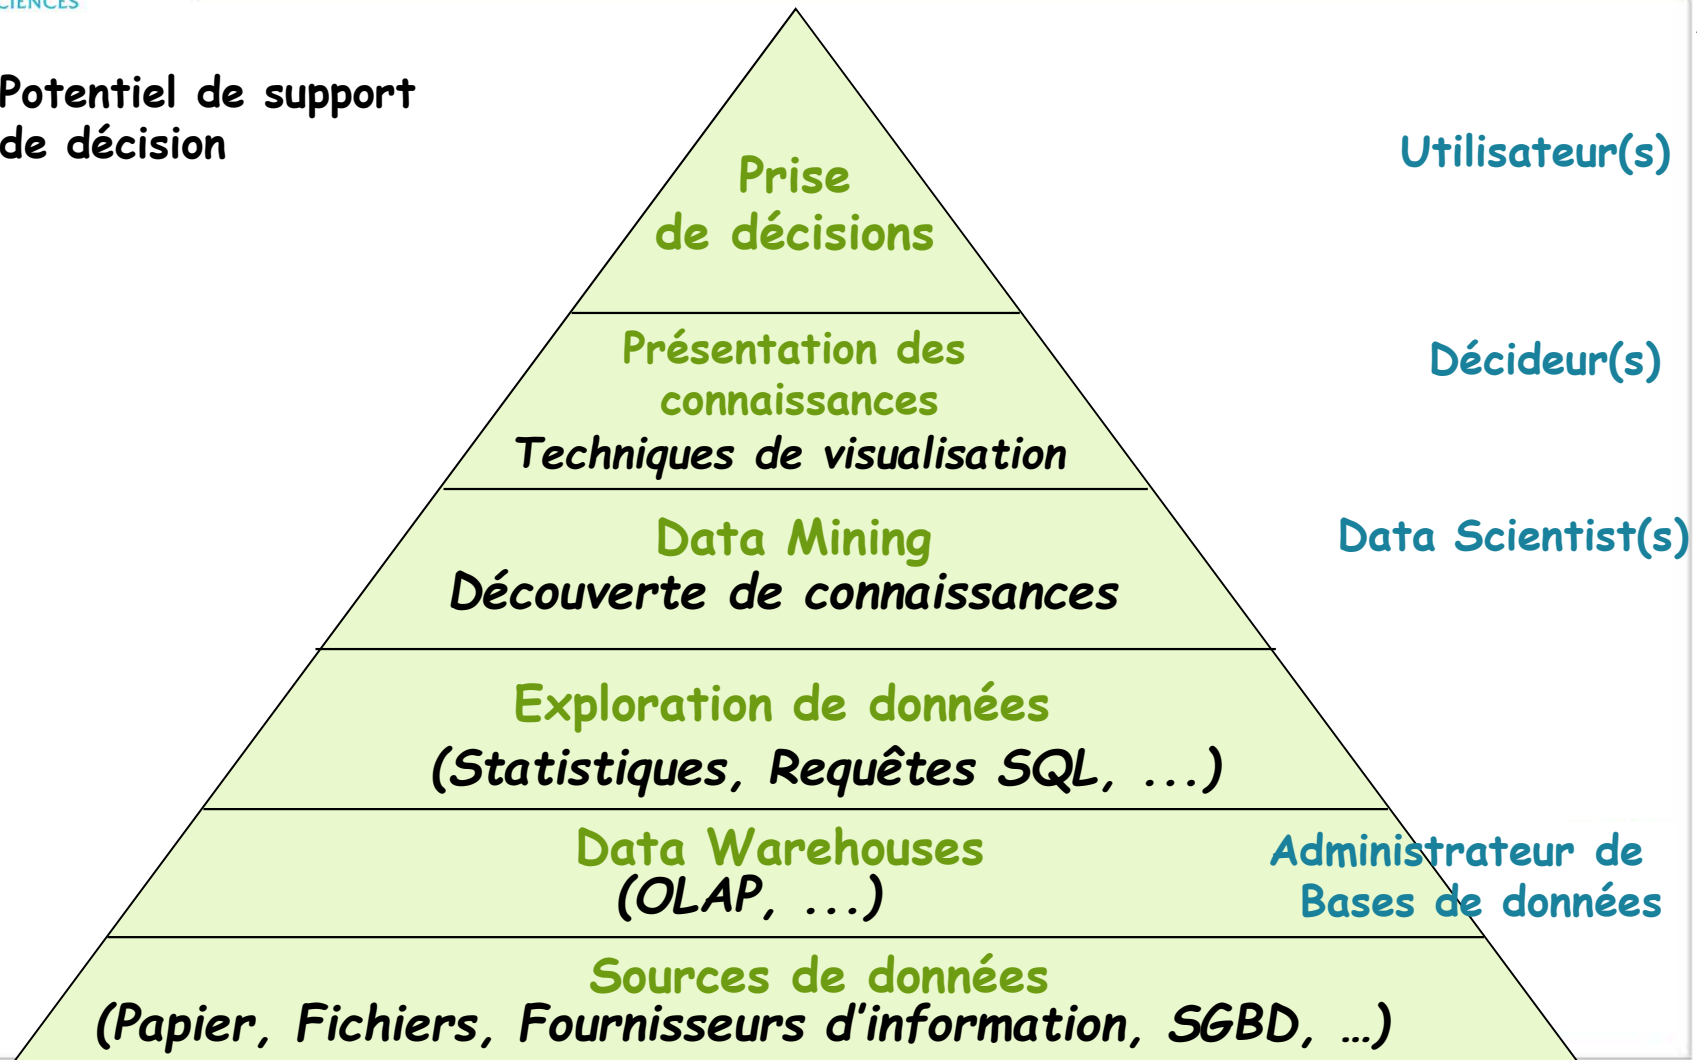 CIENCES
Potentiel de support
de décision
Prise
de décisions
Utilisateur(s)
Présentation des
connaissances
Techniques de visualisation
Décideur(s)
Data Mining
Découverte de connaissances
Data Scientist(s)
Exploration de données
(Statistiques, Requêtes SQL, ...)
Data Warehouses
(OLAP, ...)
Administrateur de
Bases de données
Sources de données
(Papier, Fichiers, Fournisseurs d’information, SGBD, …)